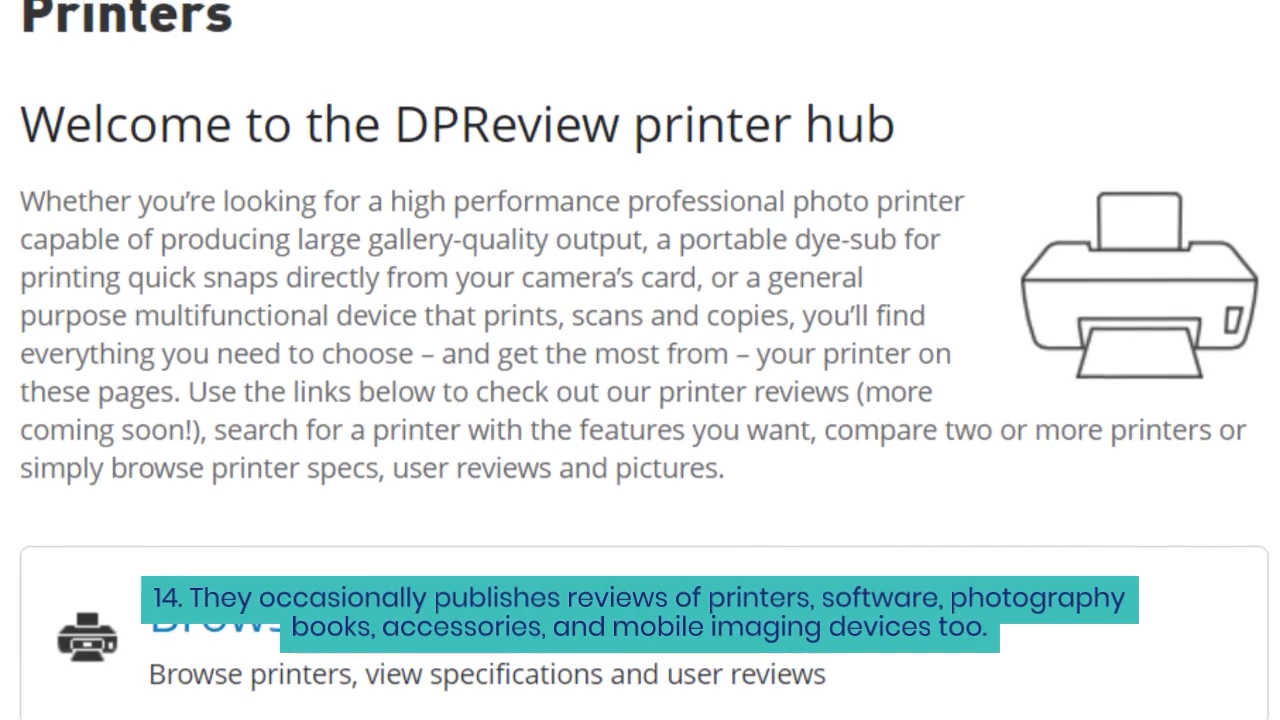 Printers
Welcome to the DPReview printer hub
Whether you’re looking for a high performance professional photo printer
capable of producing large gallery-quality output, a portable dye-sub for
printing quick snaps directly from your camera’s card, or a general
purpose multifunctional device that prints, scans and copies, you’ll find
everything you need to choose – and get the most from – your printer on
these pages. Use the links below to check out our printer reviews (more
coming soon!), search for a printer with the features you want, compare two or more printers or
simply browse printer specs, user reviews and pictures.
14. They occasionally publishes reviews of printers, software, photography
books, accessories, and mobile imaging devices too.
Browse printers, view specifications and user reviews